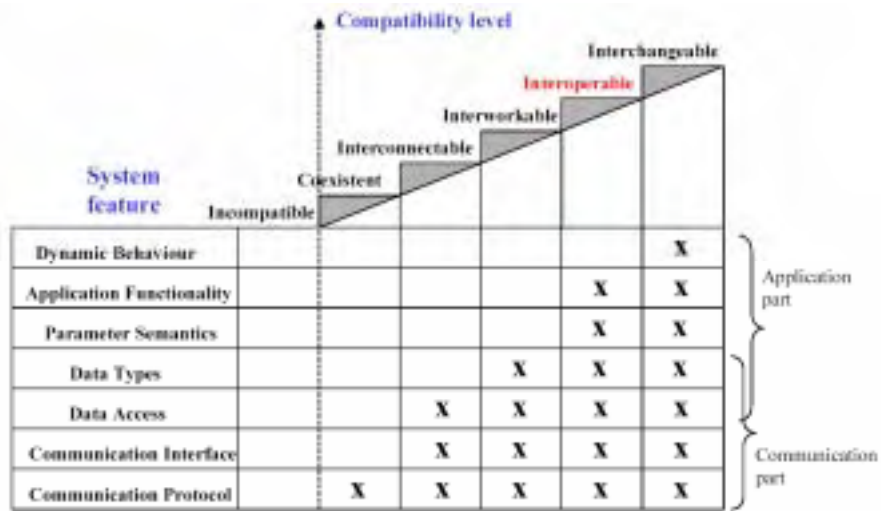 Compatibility level
Interchangeable
Interoperable
Interworkable
Interconnectable
Coexistent
Incompatible
System
feature
Dynamic Behaviour X
Application Functionality X X
Parameter Semantics X X
Data Types X X X
Data Access X X X X
Communication Interface X X X X
Communication Protocol X X X X X
Application
part
Communication
part